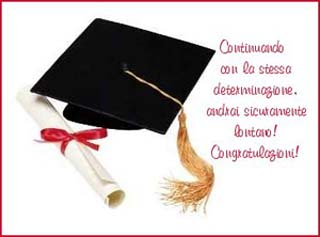 Continuando
con la stessa
determinazione,
andrai sicuramente
lontano!
Congratulazioni!